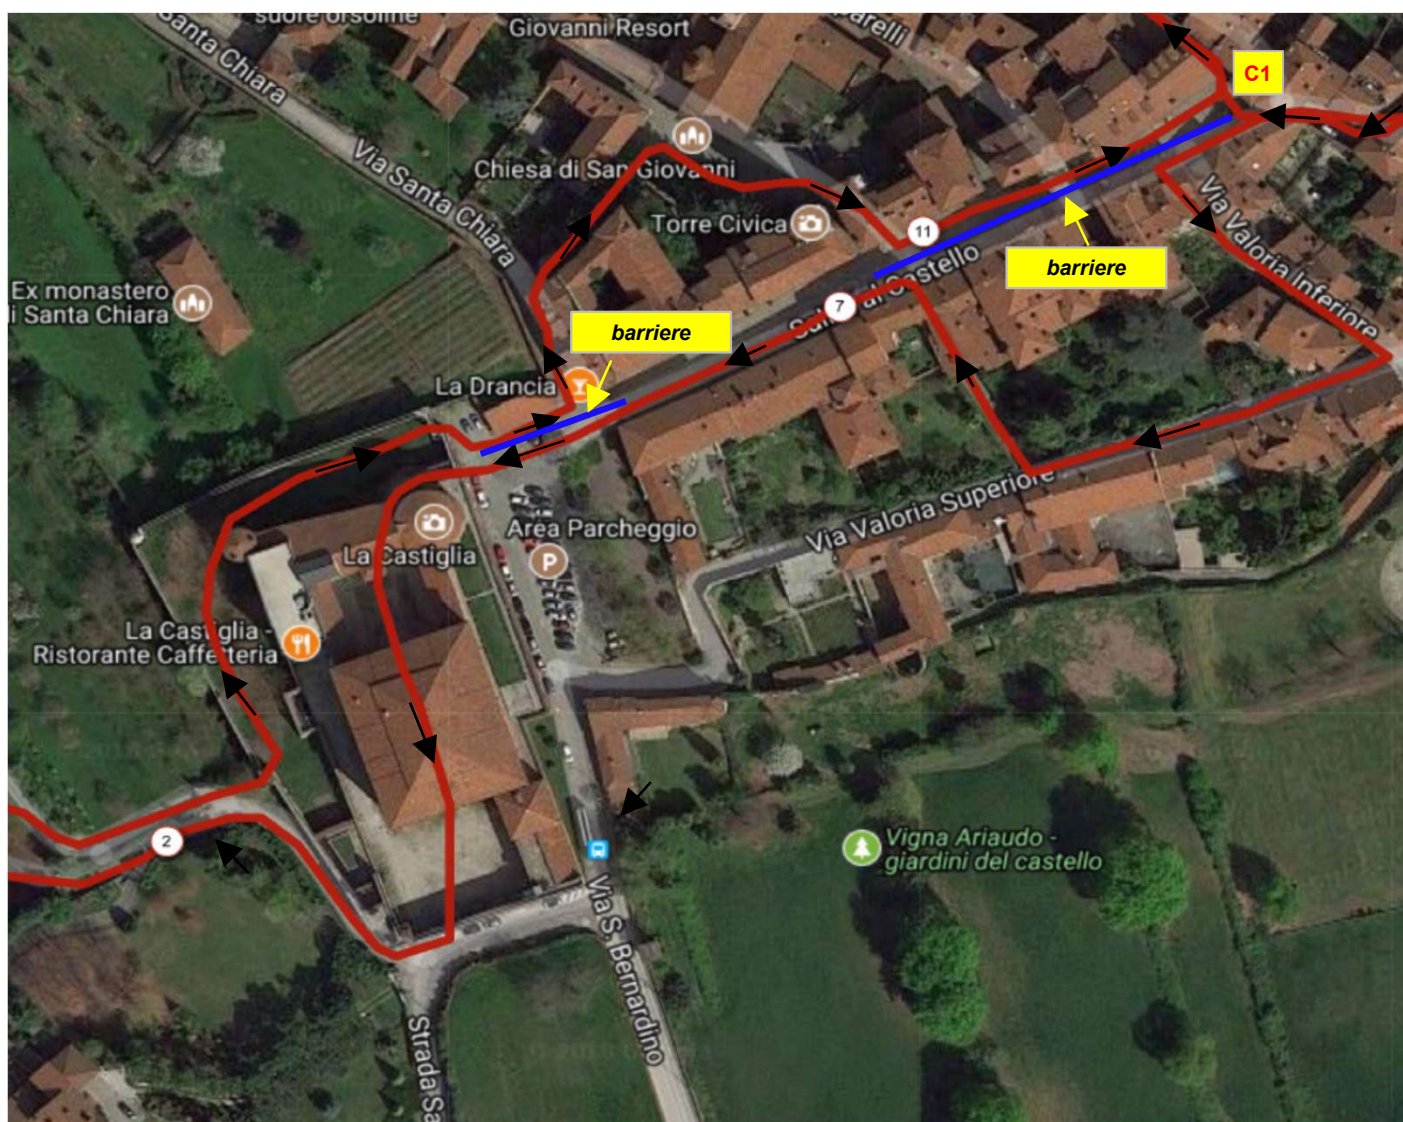 suore orsoline
Giovanni Resort
Santa Chiara
C1
Via Santa Chiara
Chiesa di San Giovanni
Torre Civica
11
Via Valoria Inferiore
barriere
al Castello
7
Ex monastero
di Santa Chiara
barriere
La Drancia
Area Parcheggio
P
Via Valoria Superiore
La Castiglia
La Castiglia -
Ristorante Caffetteria
2
Vigna Ariaudo -
giardini del castello
Via S. Bernardino
Strada Sa